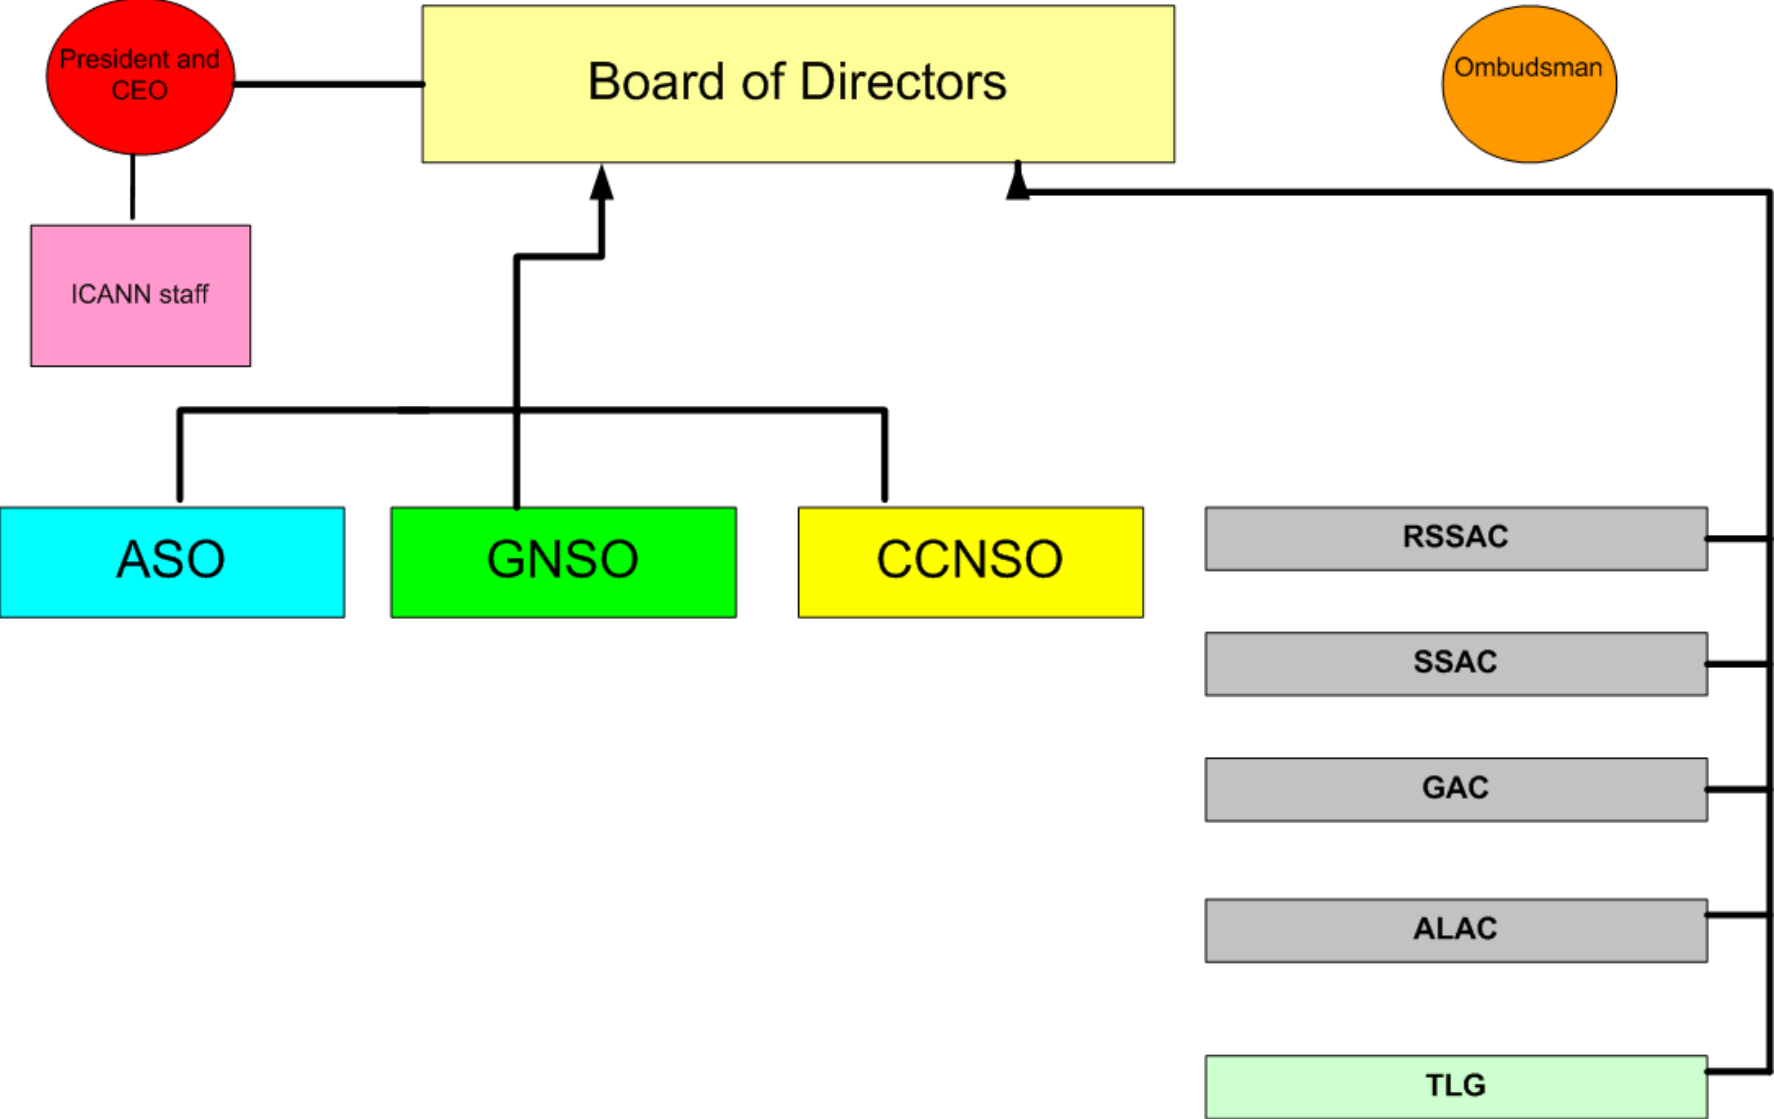 President and
CEO
Board of Directors
Ombudsman
ICANN staff
ASO
GNSO
CCNSO
RSSAC
SSAC
GAC
ALAC
TLG